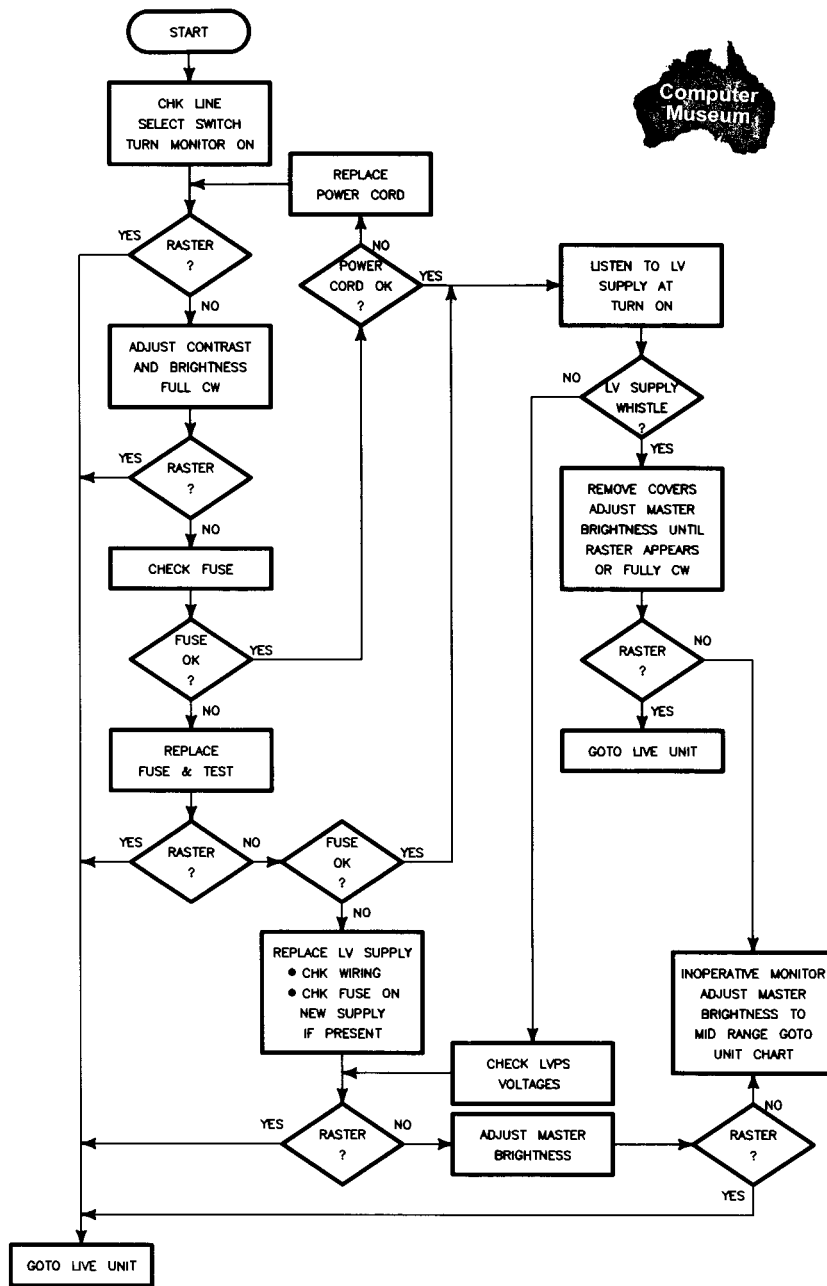 START
Computer
Museum
CHK LINE
SELECT SWITCH
TURN MONITOR ON
REPLACE
POWER CORD
YES
RASTER
?
NO
NO
POWER
CORD OK
?
YES
LISTEN TO LV
SUPPLY AT
TURN ON
ADJUST CONTRAST
AND BRIGHTNESS
FULL CW
NO
LV SUPPLY
WHISTLE
?
YES
YES
RASTER
?
NO
REMOVE COVERS
ADJUST MASTER
BRIGHTNESS UNTIL
RASTER APPEARS
OR FULLY CW
CHECK FUSE
FUSE
OK
?
YES
NO
RASTER
?
NO
YES
GOTO LIVE UNIT
REPLACE
FUSE & TEST
YES
RASTER
?
NO
FUSE
OK
?
YES
NO
REPLACE LV SUPPLY
● CHK WIRING
● CHK FUSE ON
NEW SUPPLY
IF PRESENT
INOPERATIVE MONITOR
ADJUST MASTER
BRIGHTNESS TO
MID RANGE GOTO
UNIT CHART
CHECK LVPS
VOLTAGES
YES
RASTER
?
NO
ADJUST MASTER
BRIGHTNESS
NO
RASTER
?
YES
GOTO LIVE UNIT